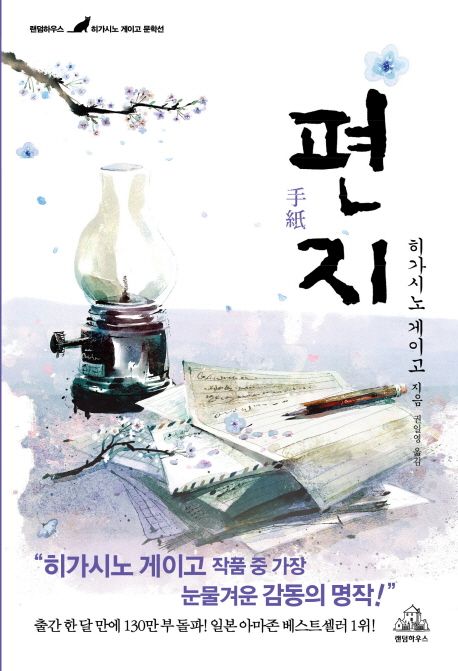 랜덤하우스 히가시노 게이고 문학선
편지
手紙
히가시노 게이고 지음
권일영 옮김
“히가시노 게이고 작품 중 가장
눈물겨운 감동의 명작!”
출간 한 달 만에 130만 부 돌파! 일본 아마존 베스트셀러 1위!
랜덤하우스